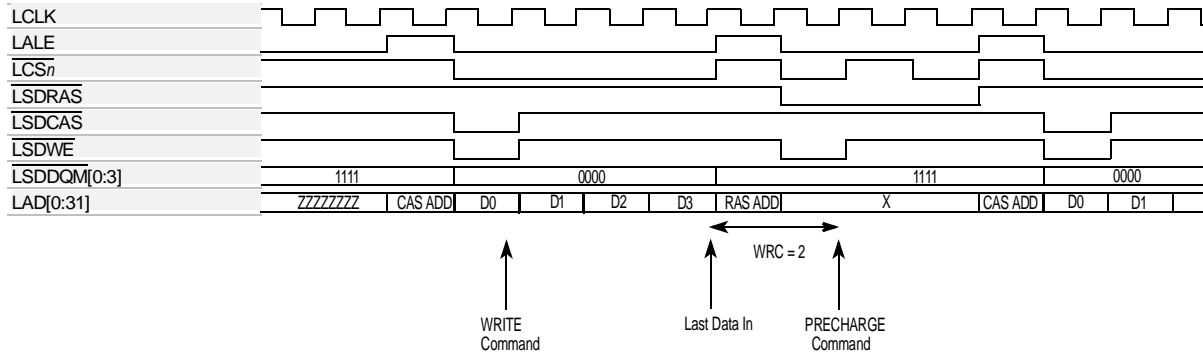 LCLK
LALE
LCSn
LSDRAS
LSDCAS
LSDWE
LSDDQM[0:3] 1111 0000 1111 0000
LAD[0:31] ZZZZZZZZ CAS ADD D0 D1 D2 D3 RAS ADD X CAS ADD D0 D1
WRC = 2
WRITE Last Data In PRECHARGE
Command Command